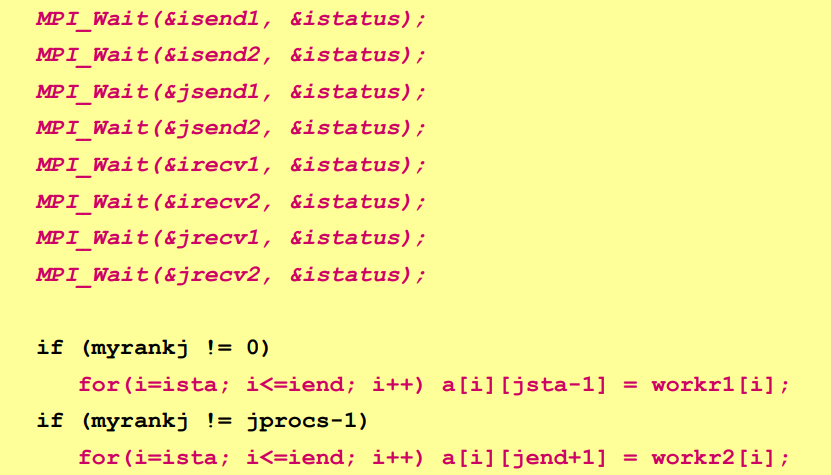 MPI_Wait(&isend1, &istatus);
MPI_Wait(&isend2, &istatus);
MPI_Wait(&jsend1, &istatus);
MPI_Wait(&jsend2, &istatus);
MPI_Wait(&irecv1, &istatus);
MPI_Wait(&irecv2, &istatus);
MPI_Wait(&jrecv1, &istatus);
MPI_Wait(&jrecv2, &istatus);
if (myrankj != 0)
for(i=ista; i<=iend; i++) a[i][jsta-1] = workr1[i];
if (myrankj != jprocs-1)
for(i=ista; i<=iend; i++) a[i][jend+1] = workr2[i];